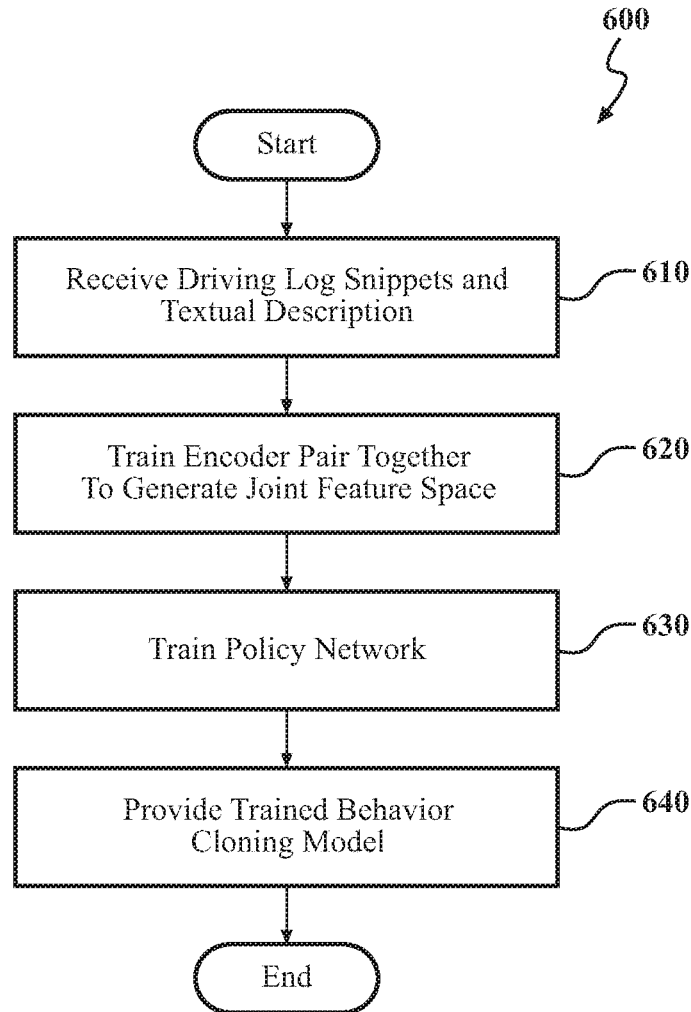 600
Start
Receive Driving Log Snippets and
Textual Description
610
Train Encoder Pair Together
To Generate Joint Feature Space
620
Train Policy Network
630
Provide Trained Behavior
Cloning Model
640
End